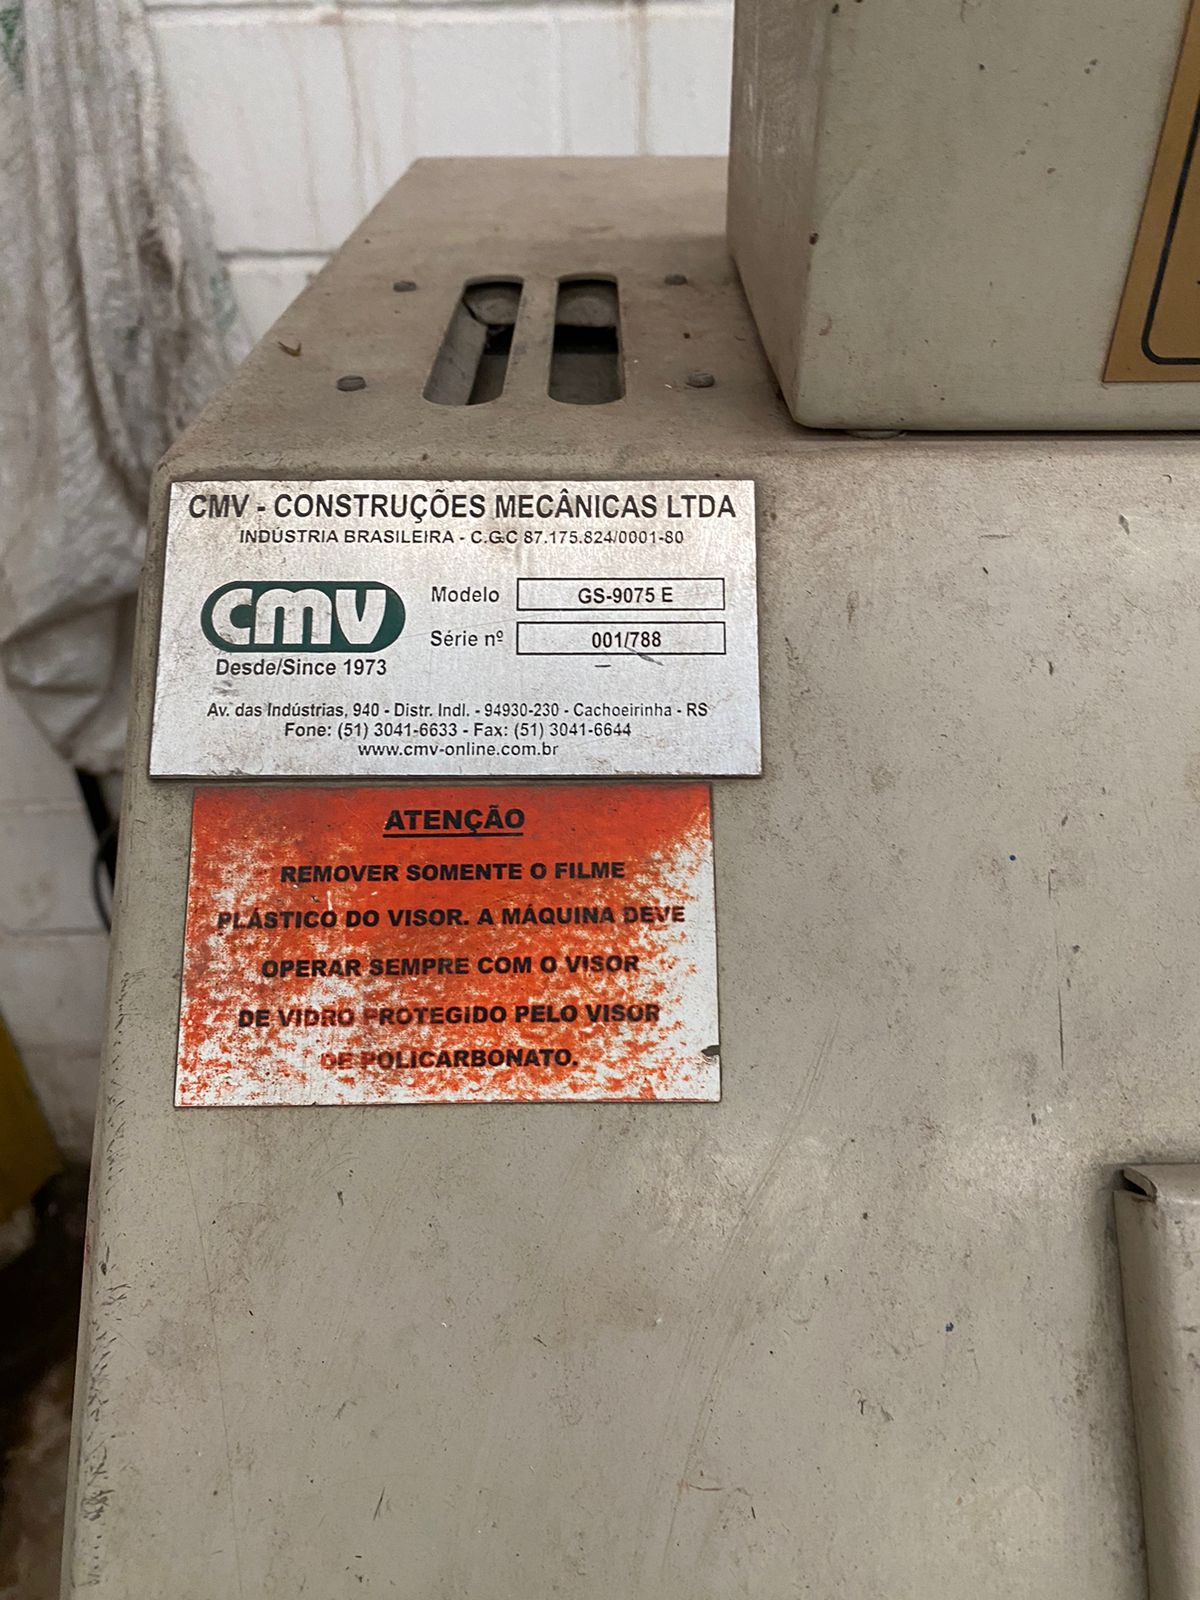 CMV - CONSTRUÇÕES MECÂNICAS LTDA
INDÚSTRIA BRASILEIRA - C.G.C 87.175.824/0001-80
cmv
Desde/Since 1973
Modelo GS-9075 E
Série nº 001/788
Av. das Indústrias, 940 - Distr. Indl. - 94930-230 - Cachoeirinha - RS
Fone: (51) 3041-6633 - Fax: (51) 3041-6644
www.cmv-online.com.br
ATENÇÃO
REMOVER SOMENTE O FILME
PLÁSTICO DO VISOR. A MÁQUINA DEVE
OPERAR SEMPRE COM O VISOR
DE VIDRO PROTEGIDO PELO VISOR
DE POLICARBONATO.